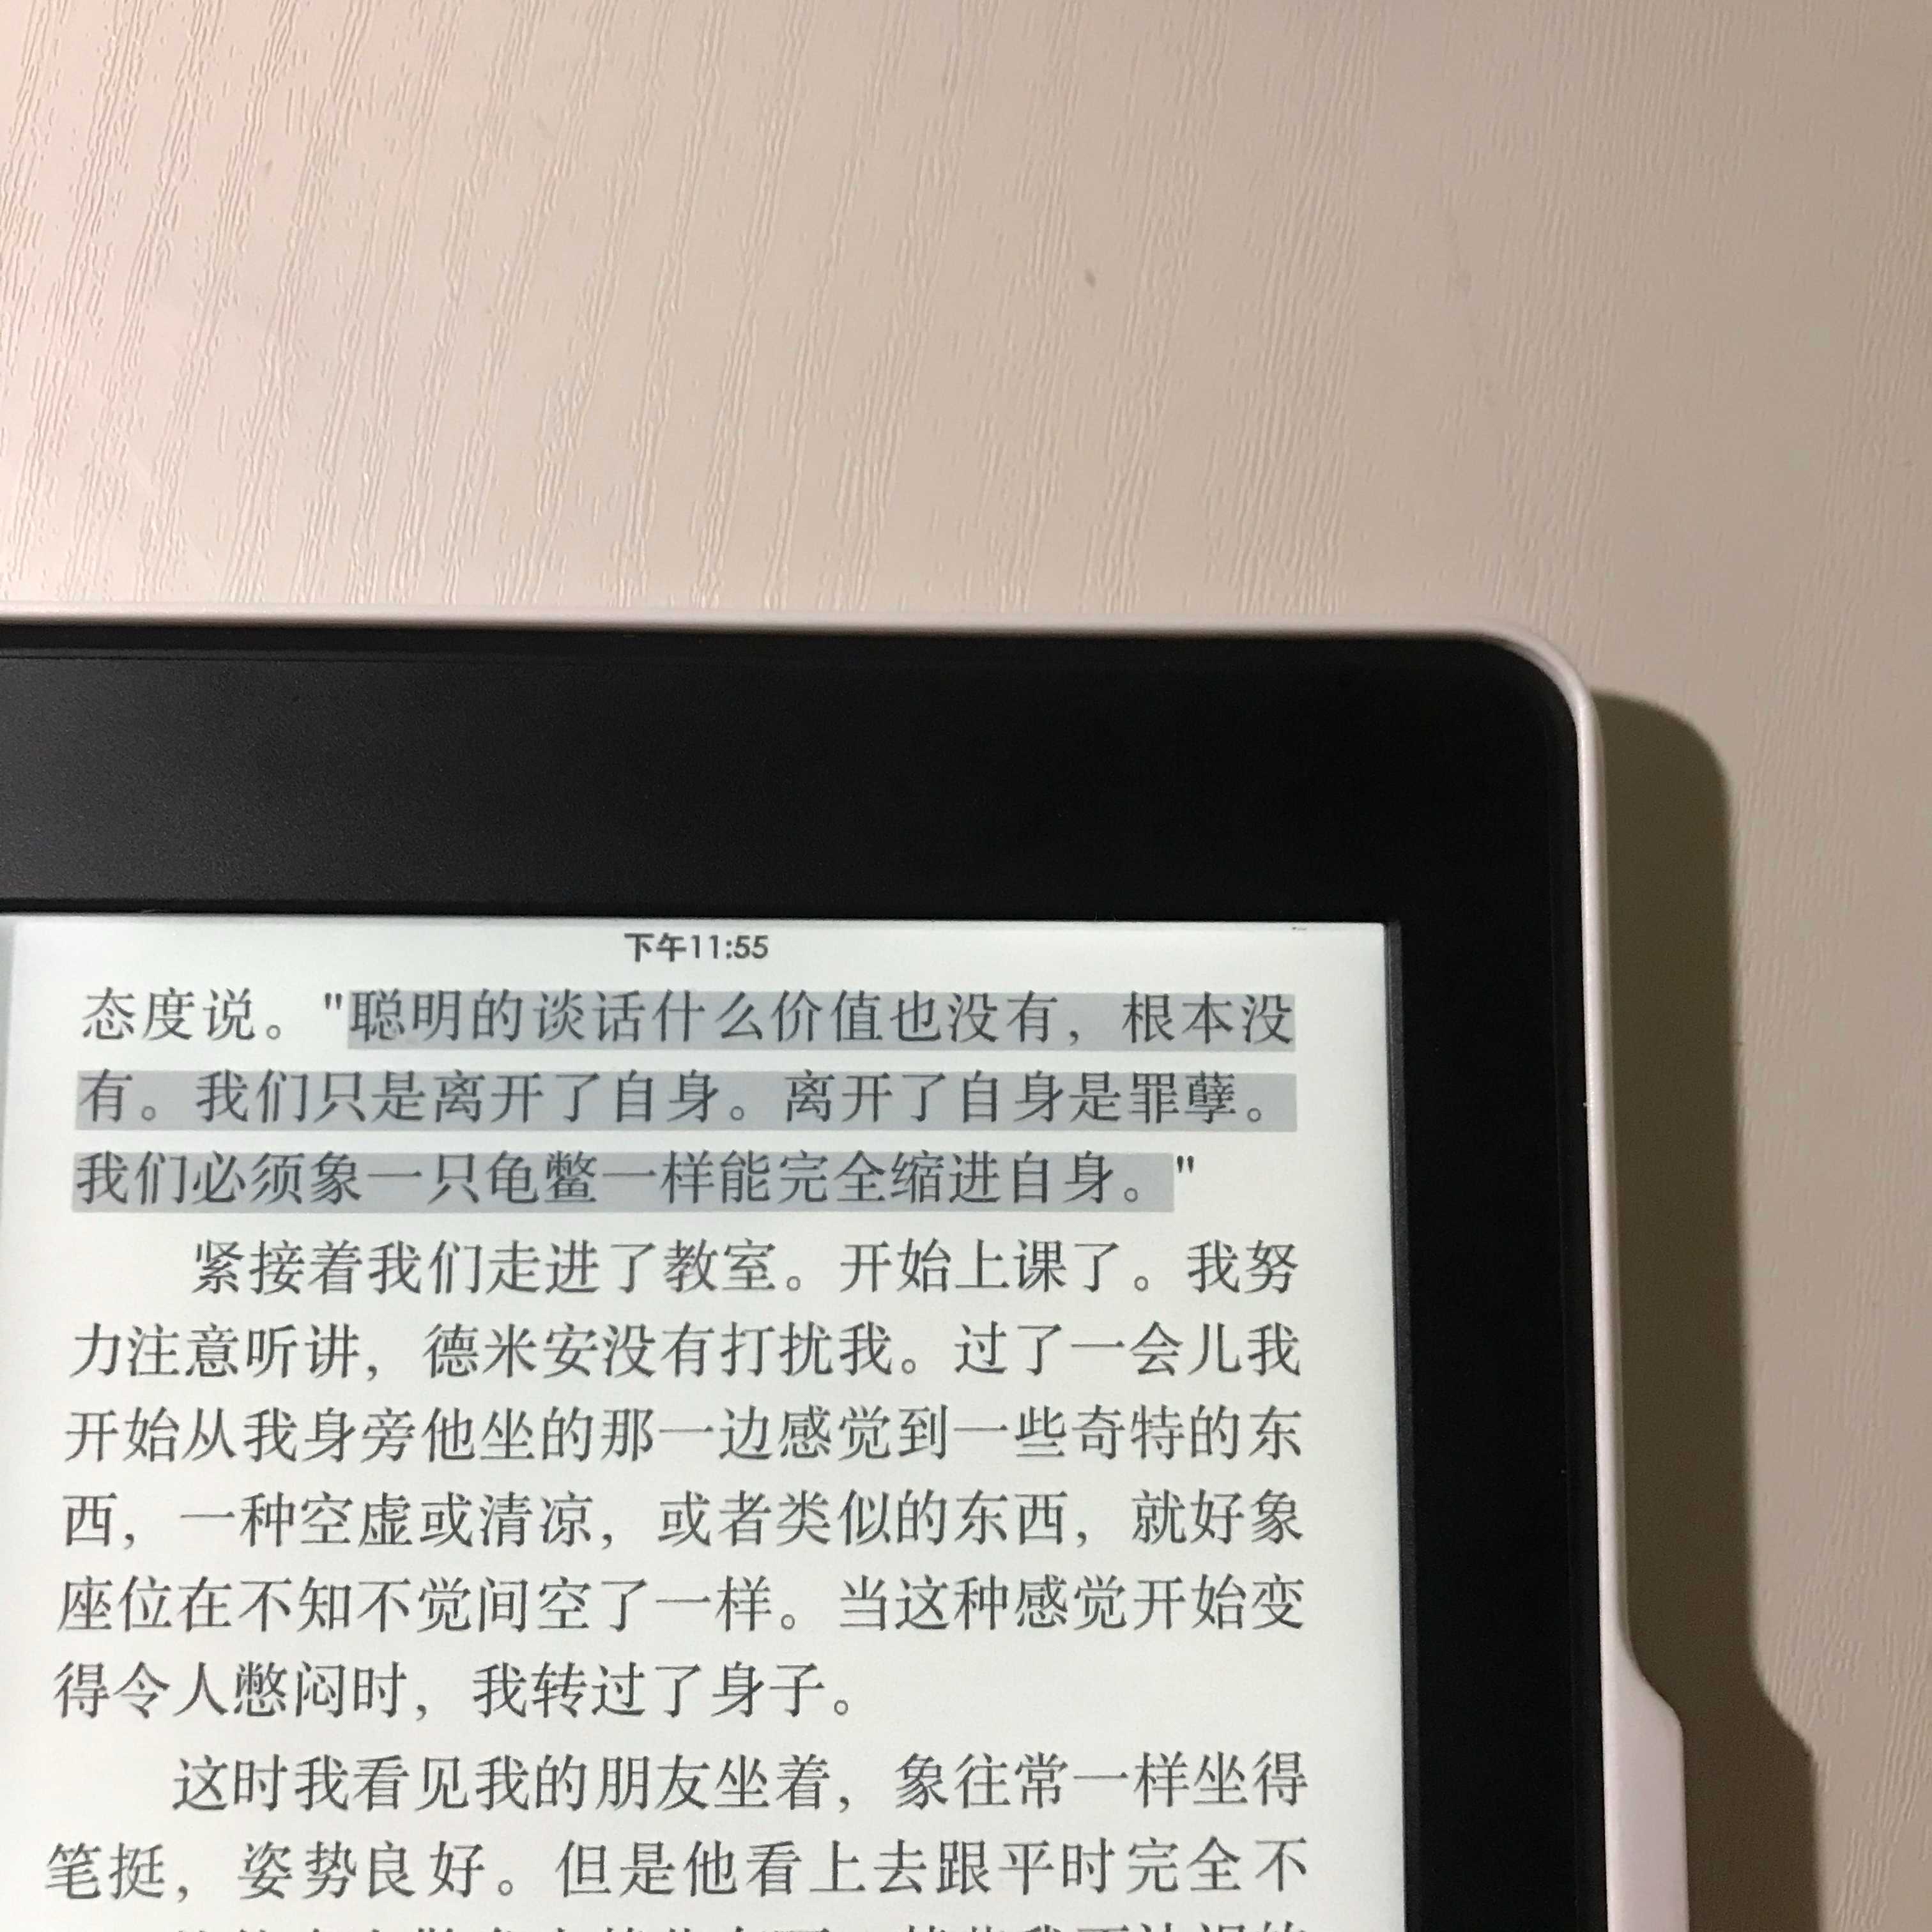 下午11:55
态度说。"聪明的谈话什么价值也没有，根本没
有。我们只是离开了自身。离开了自身是罪孽。
我们必须象一只龟鳖一样能完全缩进自身。"
紧接着我们走进了教室。开始上课了。我努
力注意听讲，德米安没有打扰我。过了一会儿我
开始从我身旁他坐的那一边感觉到一些奇特的东
西，一种空虚或清凉，或者类似的东西，就好象
座位在不知不觉间空了一样。当这种感觉开始变
得令人憋闷时，我转过了身子。
这时我看见我的朋友坐着，象往常一样坐得
笔挺，姿势良好。但是他看上去跟平时完全不